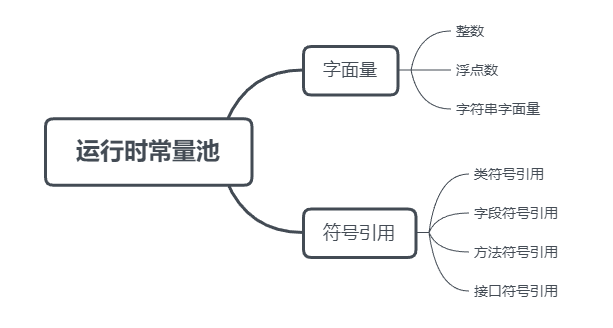 运行时常量池
字面量
整数
浮点数
字符串字面量
符号引用
类符号引用
字段符号引用
方法符号引用
接口符号引用